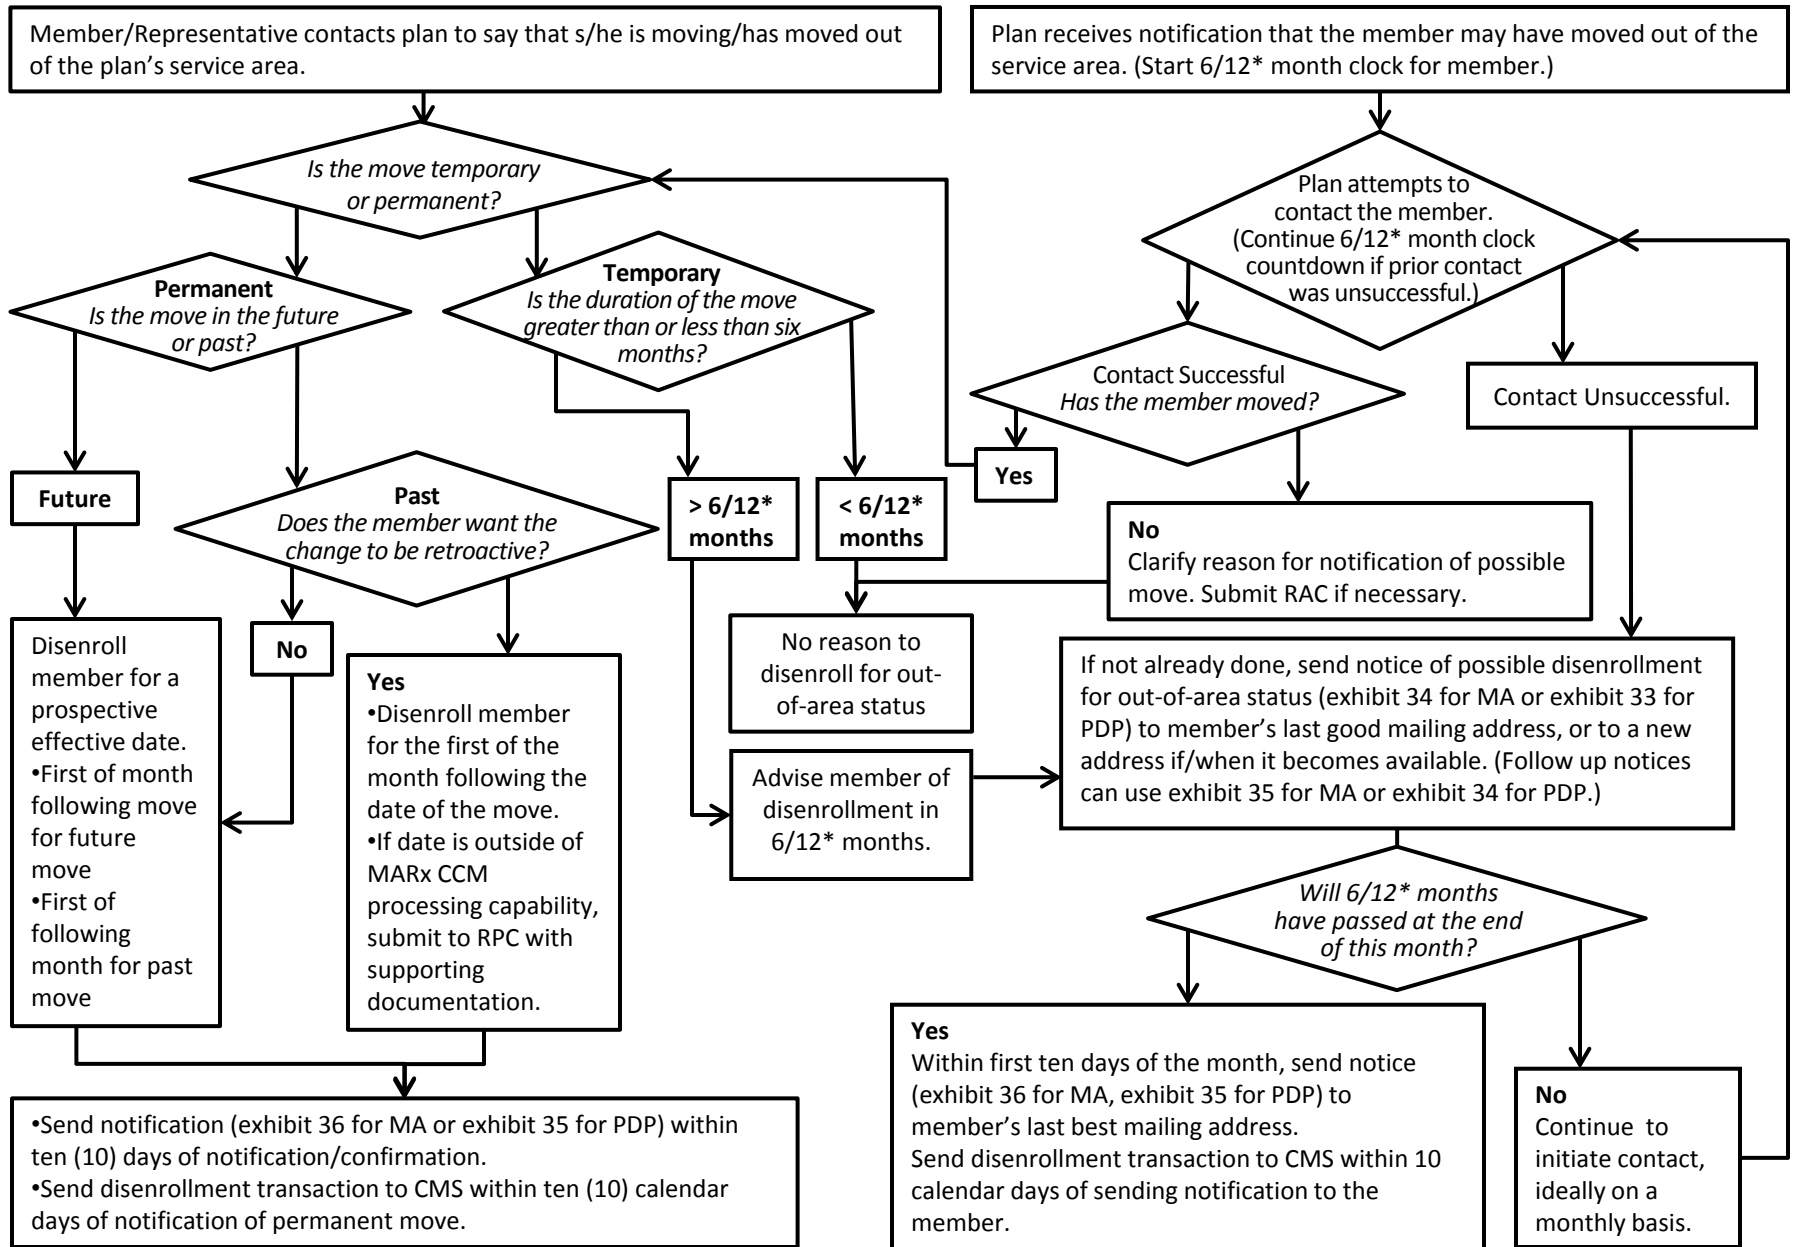 Member/Representative contacts plan to say that s/he is moving/has moved out
of the plan's service area.
Plan receives notification that the member may have moved out of the
service area. (Start 6/12* month clock for member.)
Is the move temporary
or permanent?
Plan attempts to
contact the member.
(Continue 6/12* month clock
countdown if prior contact
was unsuccessful.)
Permanent
Is the move in the future
or past?
Temporary
Is the duration of the move
greater than or less than six
months?
Contact Successful
Has the member moved?
Contact Unsuccessful.
Yes
Future
Past
Does the member want the
change to be retroactive?
> 6/12*
months
< 6/12*
months
No
Clarify reason for notification of possible
move. Submit RAC if necessary.
Disenroll
member for a
prospective
effective date.
•First of month
following move
for future
move
•First of
following
month for past
move
No
Yes
•Disenroll member
for the first of the
month following the
date of the move.
•If date is outside of
MARx CCM
processing capability,
submit to RPC with
supporting
documentation.
No reason to
disenroll for out-
of-area status
Advise member of
disenrollment in
6/12* months.
If not already done, send notice of possible disenrollment
for out-of-area status (exhibit 34 for MA or exhibit 33 for
PDP) to member's last good mailing address, or to a new
address if/when it becomes available. (Follow up notices
can use exhibit 35 for MA or exhibit 34 for PDP.)
Will 6/12* months
have passed at the end
of this month?
•Send notification (exhibit 36 for MA or exhibit 35 for PDP) within
ten (10) days of notification/confirmation.
•Send disenrollment transaction to CMS within ten (10) calendar
days of notification of permanent move.
Yes
Within first ten days of the month, send notice
(exhibit 36 for MA, exhibit 35 for PDP) to
member's last best mailing address.
Send disenrollment transaction to CMS within 10
calendar days of sending notification to the
member.
No
Continue to
initiate contact,
ideally on a
monthly basis.